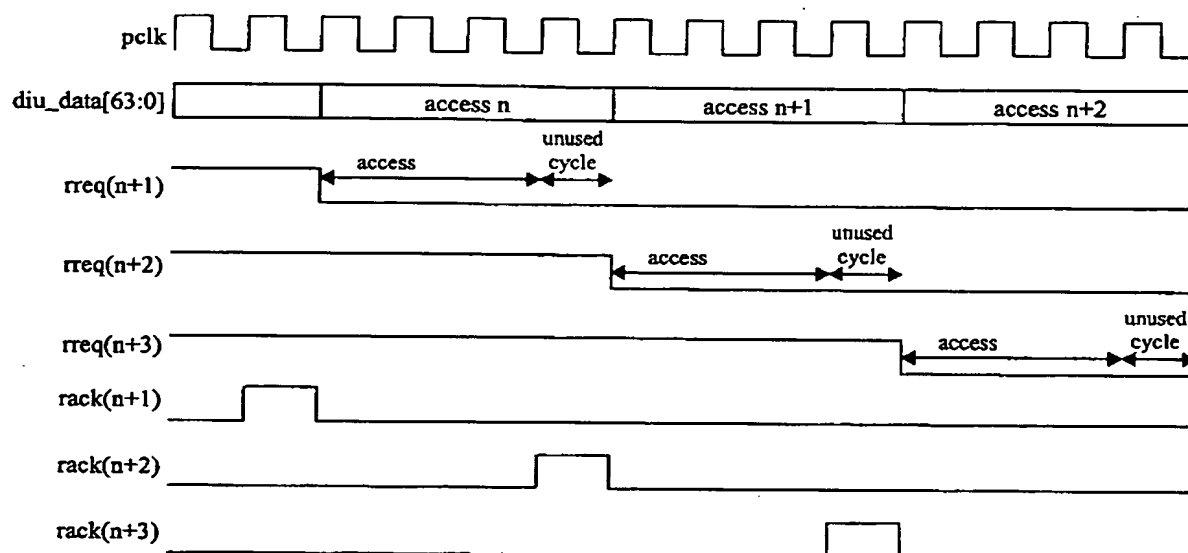 pclk
diu_data[63:0]
access n
access n+1
access n+2
rreq(n+1)
access
unused
cycle
rreq(n+2)
access
unused
cycle
rreq(n+3)
access
unused
cycle
rack(n+1)
rack(n+2)
rack(n+3)